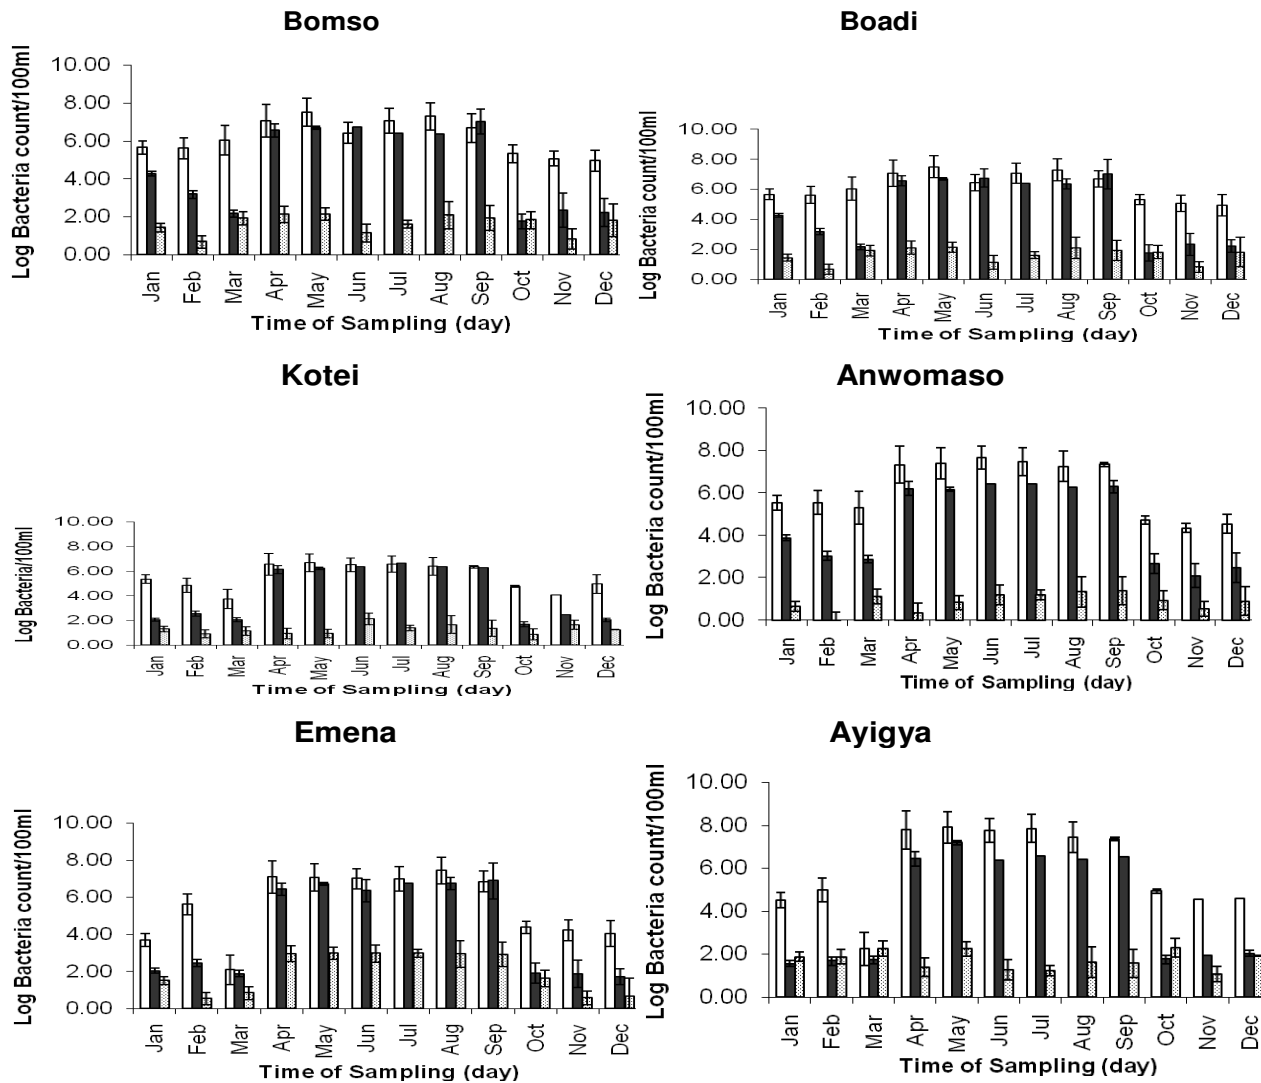 Bomso
Log Bacteria count/100ml
10.00
8.00
6.00
4.00
2.00
0.00
Jan Feb Mar Apr May Jun Jul Aug Sep Oct Nov Dec
Time of Sampling (day)
Boadi
Log Bacteria count/100ml
10.00
8.00
6.00
4.00
2.00
0.00
Jan Feb Mar Apr May Jun Jul Aug Sep Oct Nov Dec
Time of Sampling (day)
Kotei
Log Bacteria/100ml
10.00
8.00
6.00
4.00
2.00
0.00
Jan Feb Mar Apr May Jun Jul Aug Sep Oct Nov Dec
Time of Sampling (day)
Anwomaso
Log Bacteria count/100ml
10.00
8.00
6.00
4.00
2.00
0.00
Jan Feb Mar Apr May Jun Jul Aug Sep Oct Nov Dec
Time of Sampling (day)
Emena
Log Bacteria count/100ml
10.00
8.00
6.00
4.00
2.00
0.00
Jan Feb Mar Apr May Jun Jul Aug Sep Oct Nov Dec
Time of Sampling (day)
Ayigya
Log Bacteria count/100ml
10.00
8.00
6.00
4.00
2.00
0.00
Jan Feb Mar Apr May Jun Jul Aug Sep Oct Nov Dec
Time of Sampling (day)